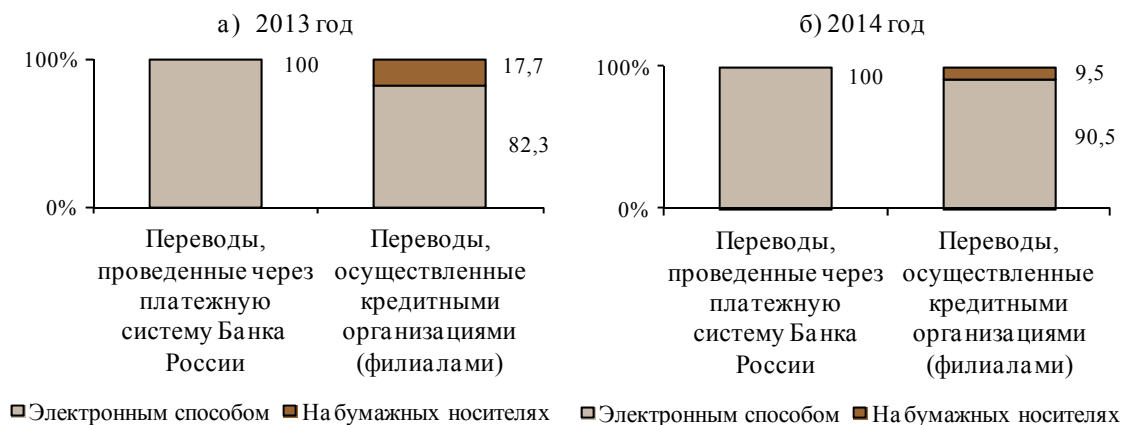 а) 2013 год
100%
100
17,7
82,3
0%
Переводы,
проведенные через
платежную
систему Банка
России
Переводы,
осуществленные
кредитными
организациями
(филиалами)
Электронным способом
На бумажных носителях
б) 2014 год
100%
100
9,5
90,5
0%
Переводы,
проведенные через
платежную
систему Банка
России
Переводы,
осуществленные
кредитными
организациями
(филиалами)
Электронным способом
На бумажных носителях